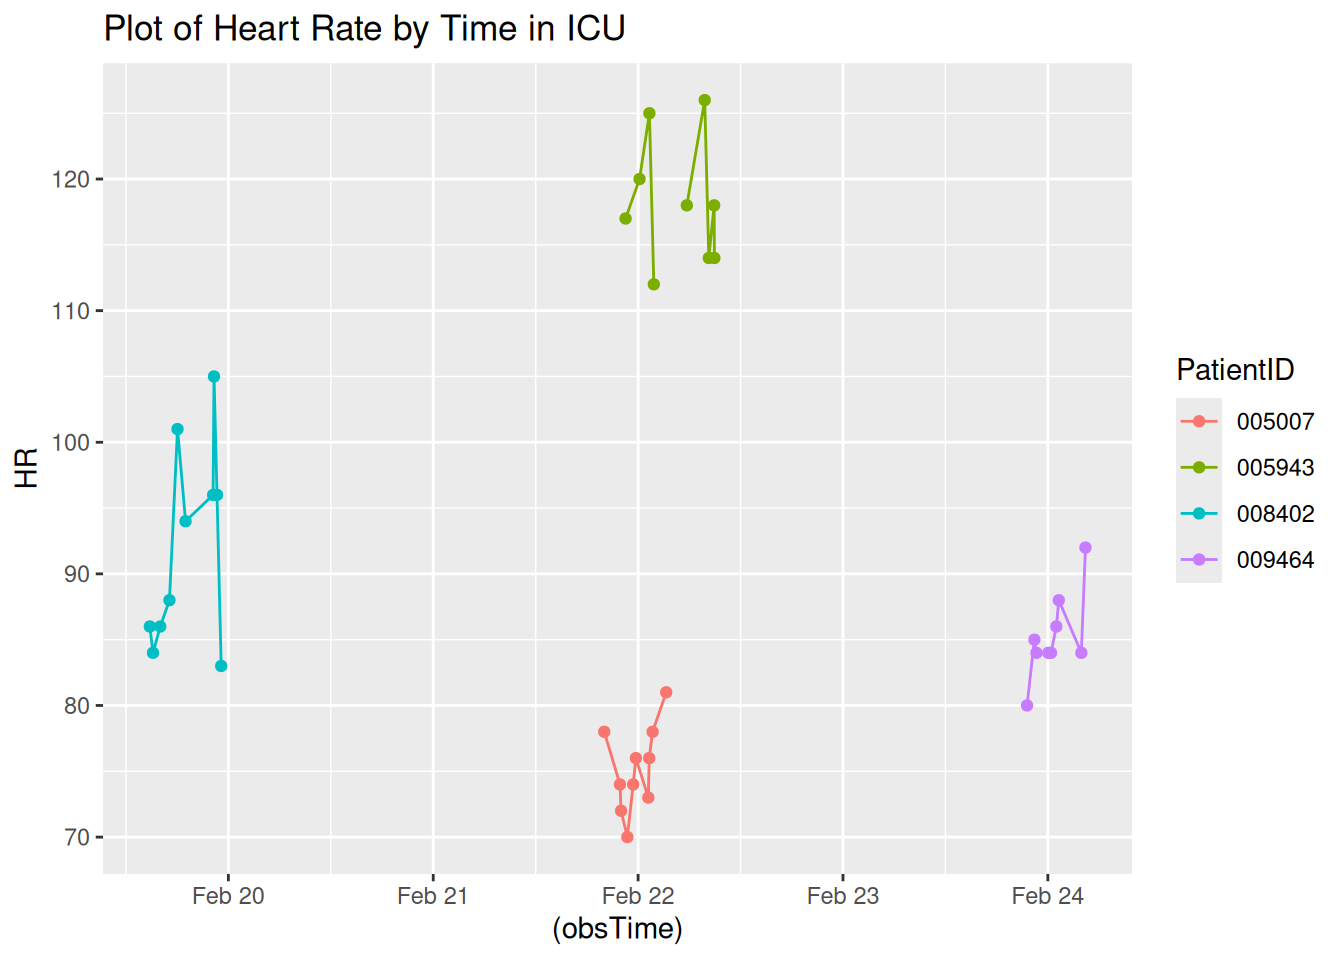 Plot of Heart Rate by Time in ICU
120
110
100
90
80
70
HR
Feb 20
Feb 21
Feb 22
Feb 23
Feb 24
(obsTime)
PatientID
005007
005943
008402
009464